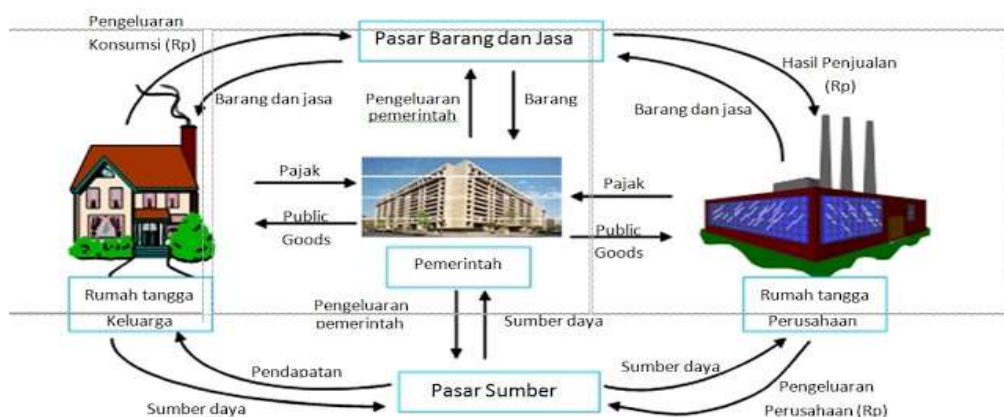 Pengeluaran
Konsumsi (Rp)
Pasar Barang dan Jasa
Hasil Penjualan
(Rp)
Barang dan jasa
Pengeluaran
pemerintah
Barang
Barang dan jasa
Pajak
Pajak
Public
Goods
Public
Goods
Pemerintah
Rumah tangga
Keluarga
Rumah tangga
Perusahaan
Pengeluaran
pemerintah
Sumber daya
Pendapatan
Sumber daya
Pasar Sumber
Sumber daya
Pengeluaran
Perusahaan (Rp)